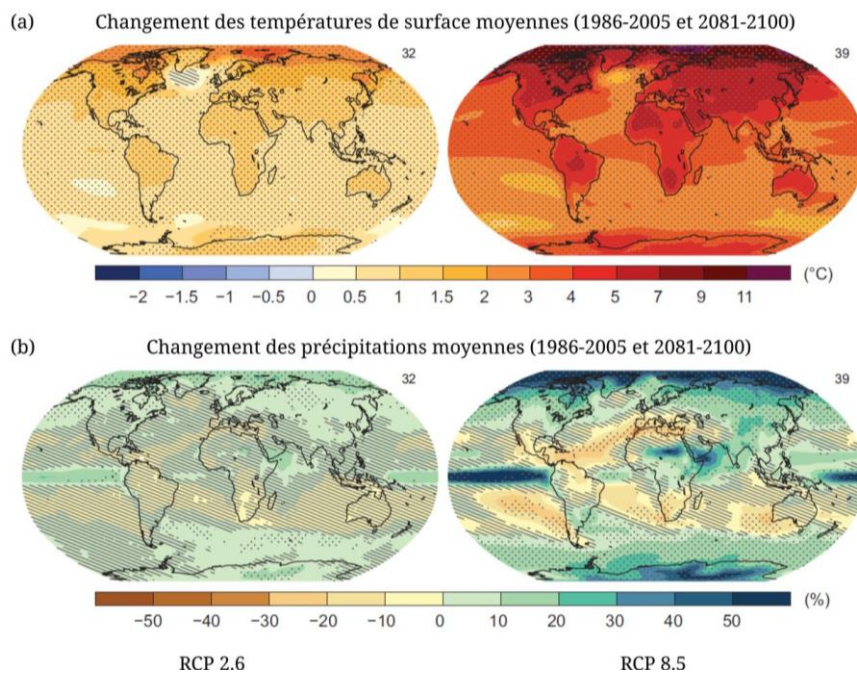 (a) Changement des températures de surface moyennes (1986-2005 et 2081-2100)
32 39
−2 −1.5 −1 −0.5 0 0.5 1 1.5 2 3 4 5 7 9 11 (°C)
(b) Changement des précipitations moyennes (1986-2005 et 2081-2100)
32 39
−50 −40 −30 −20 −10 0 10 20 30 40 50 (%)
RCP 2.6 RCP 8.5